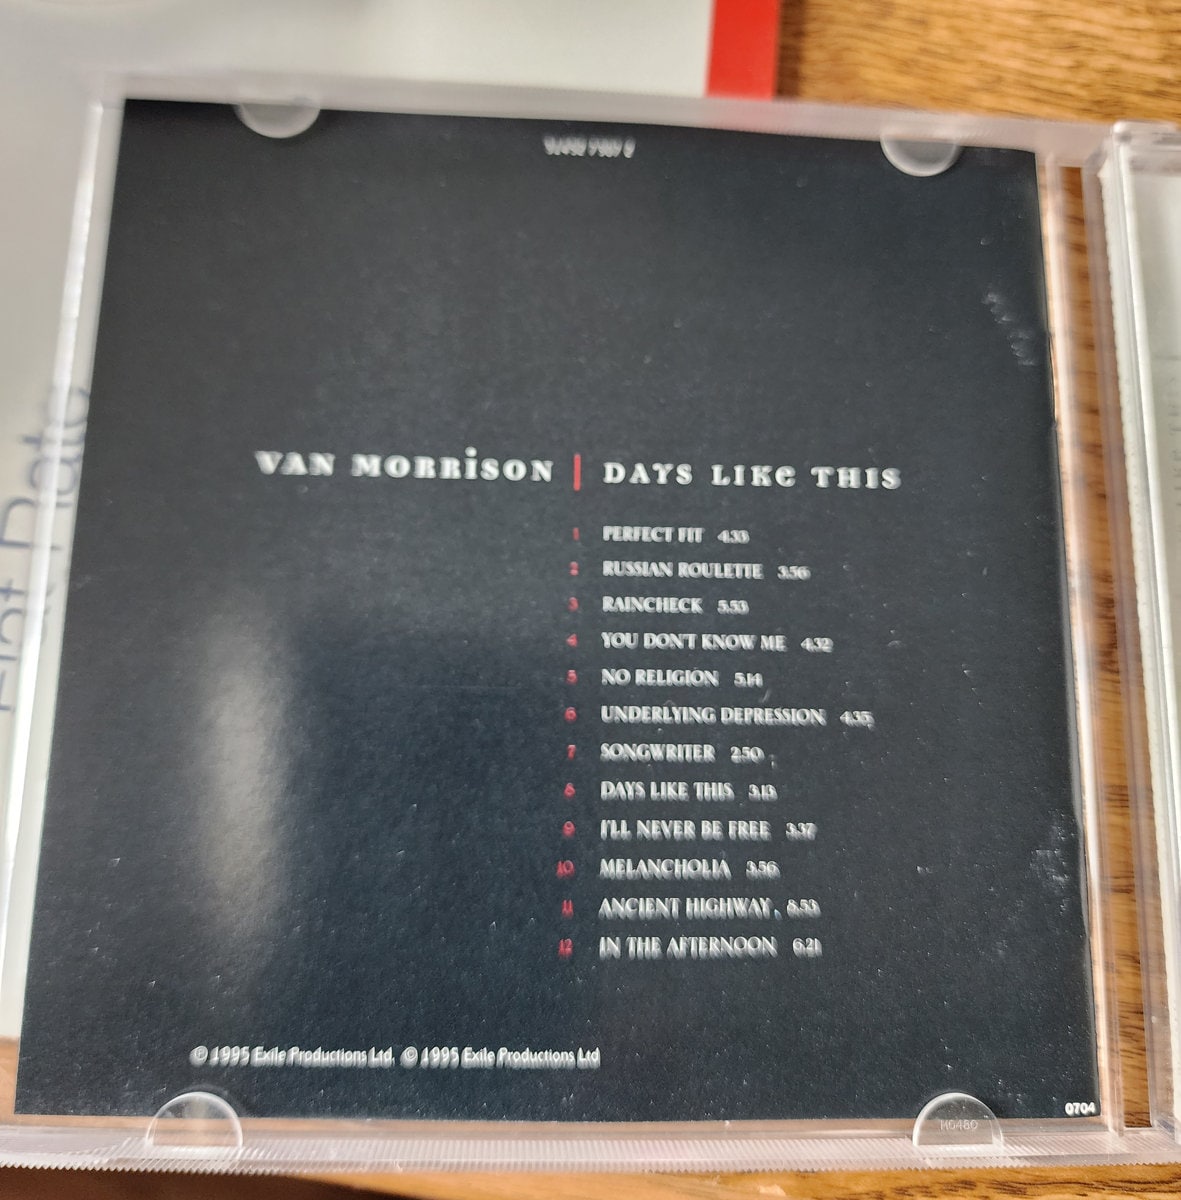 VAN MORRISON | DAYS LIKE THIS
1 PERFECT FIT 4.33
2 RUSSIAN ROULETTE 3.56
3 RAINCHECK 5.53
4 YOU DON'T KNOW ME 4.32
5 NO RELIGION 5.14
6 UNDERLYING DEPRESSION 4.35
7 SONGWRITER 2.50
8 DAYS LIKE THIS 3.13
9 I'LL NEVER BE FREE 3.37
10 MELANCHOLIA 3.56
11 ANCIENT HIGHWAY 8.53
12 IN THE AFTERNOON 6.21
℗ 1995 Exile Productions Ltd. © 1995 Exile Productions Ltd
0704
M0480